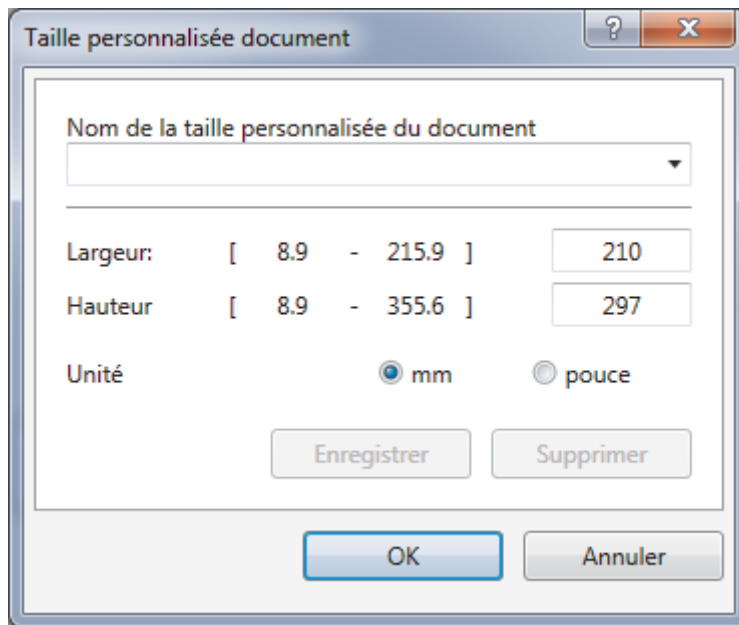 Taille personnalisée document
?
X
Nom de la taille personnalisée du document
Largeur: [ 8.9 - 215.9 ] 210
Hauteur [ 8.9 - 355.6 ] 297
Unité mm pouce
Enregistrer Supprimer
OK Annuler